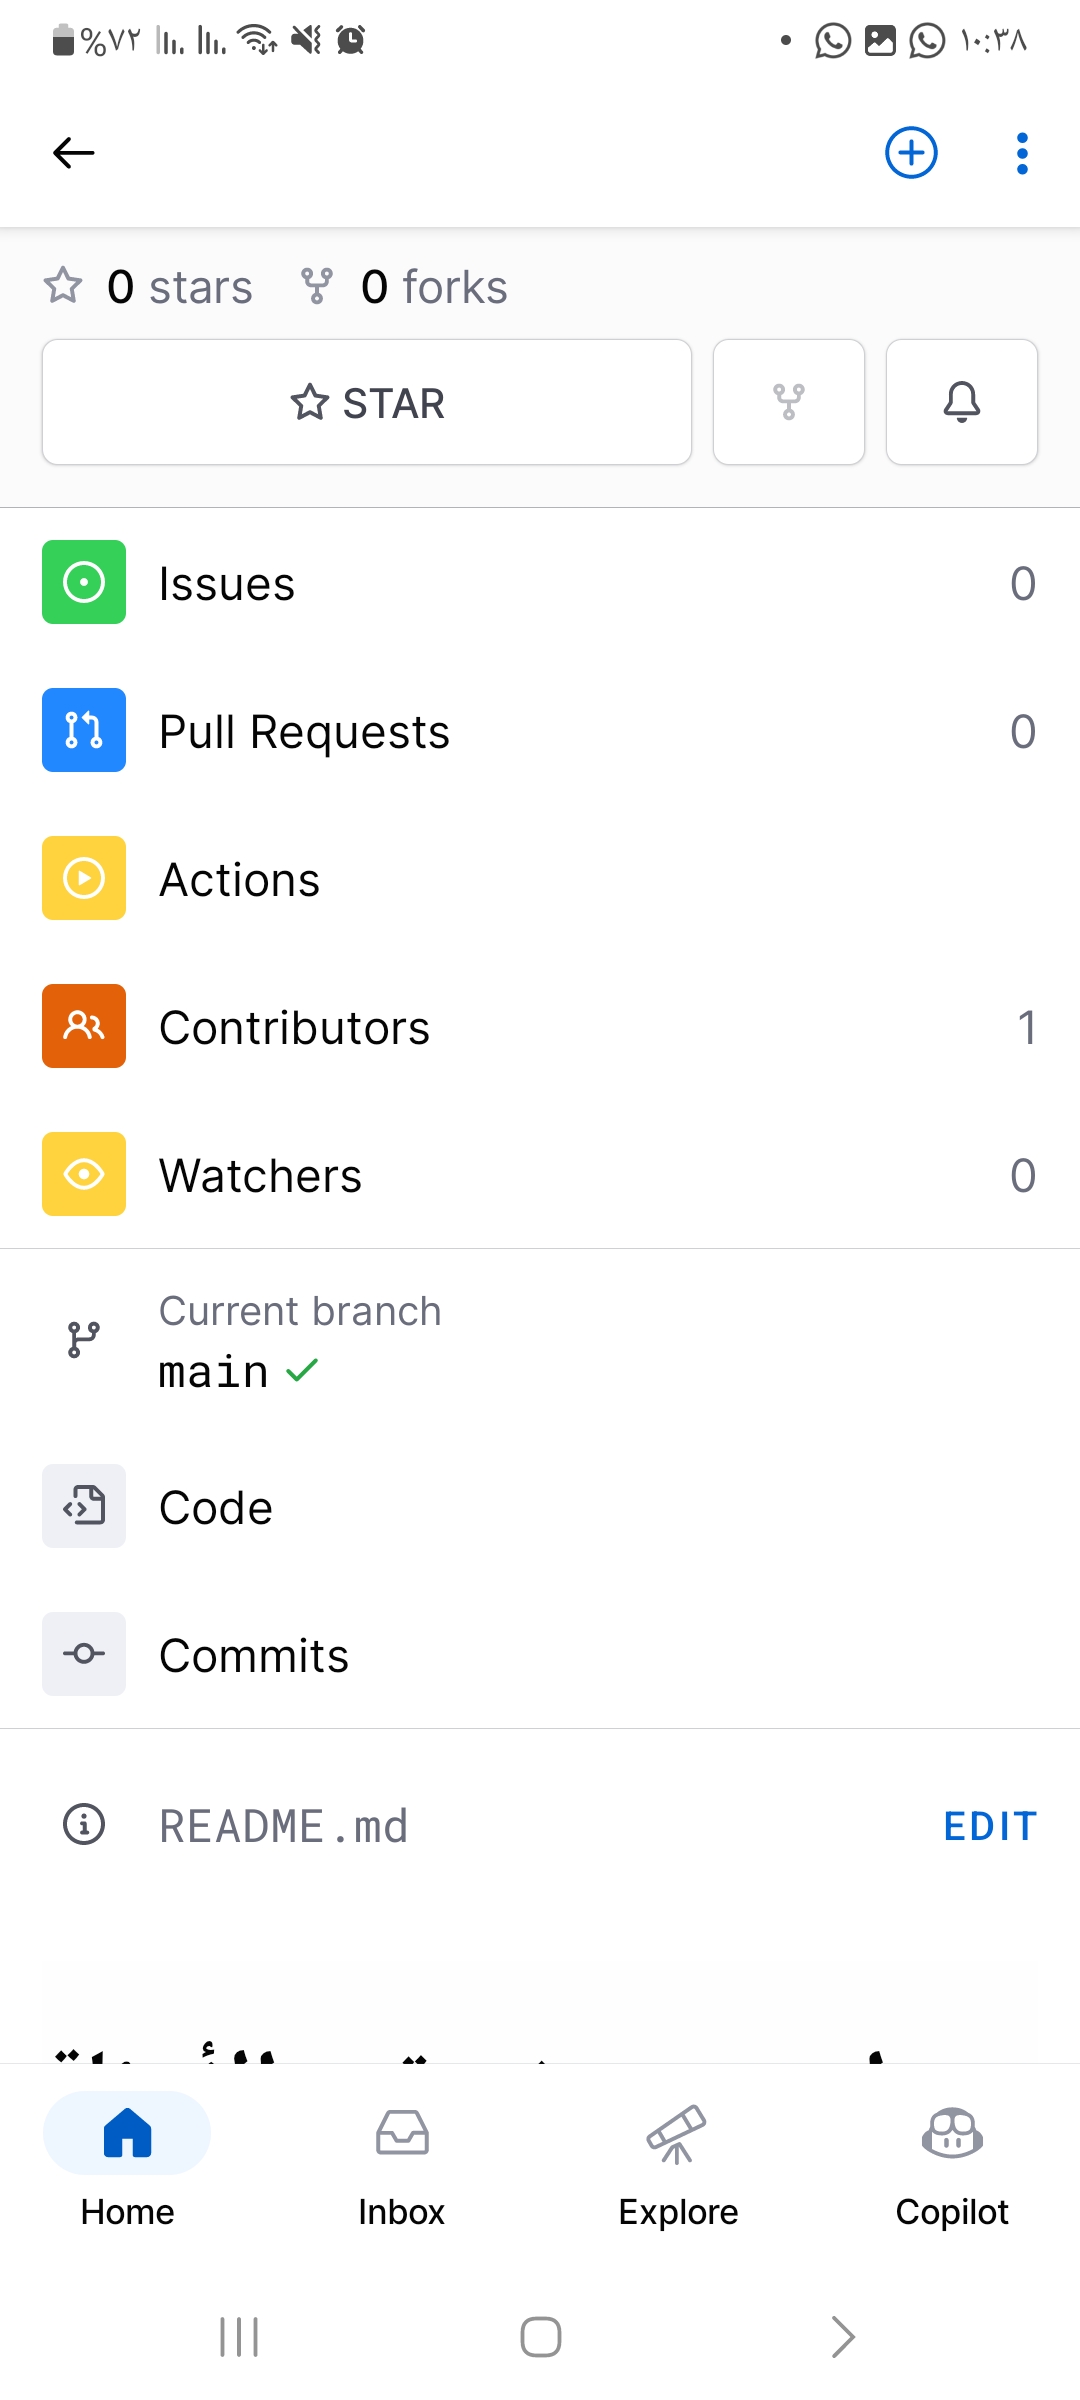 %٧٢
١٠:٣٨
0 stars 0 forks
STAR
Issues 0
Pull Requests 0
Actions
Contributors 1
Watchers 0
Current branch
main
Code
Commits
README.md EDIT
Home Inbox Explore Copilot